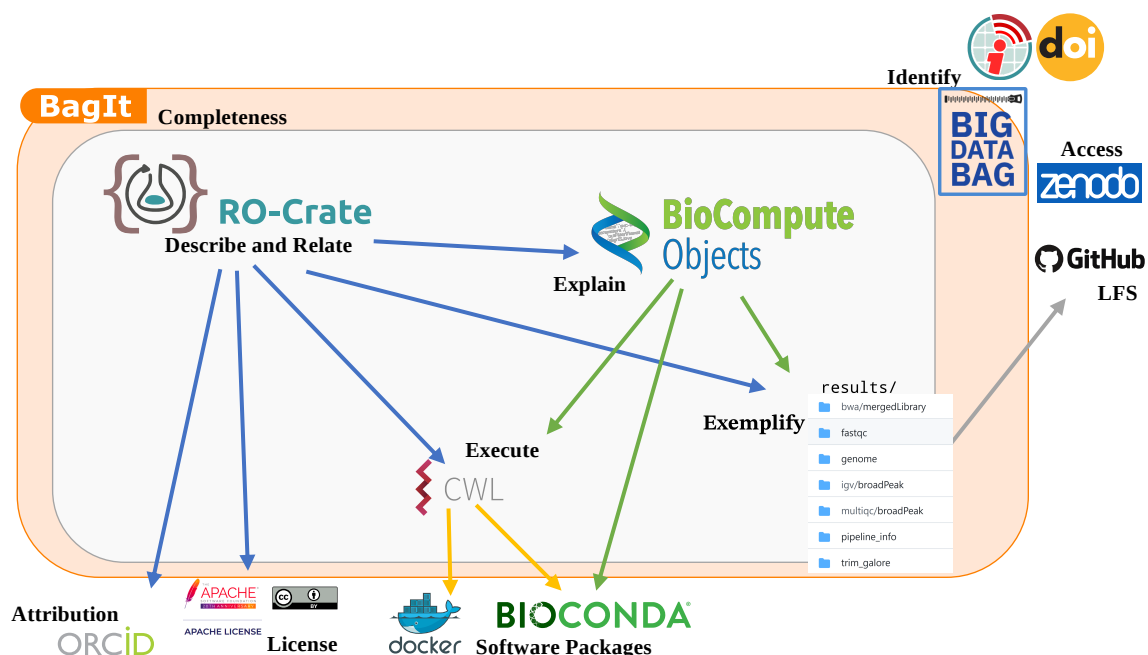 doi
Identify
BagIt
Completeness
BIG
DATA
BAG
Access
zenodo
RO-Crate
Describe and Relate
BioCompute
Objects
Explain
GitHub
LFS
results/
bwa/mergedLibrary
fastqc
genome
igv/broadPeak
multiqc/broadPeak
pipeline_info
trim_galore
Exemplify
Execute
CWL
Attribution
ORCiD
APACHE
APACHE LICENSE
cc
BY
License
docker
BIOCONDA
Software Packages